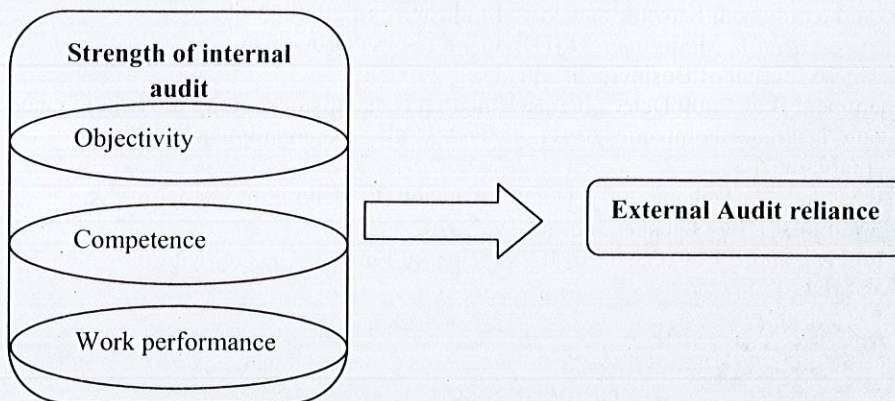 Strength of internal
audit
Objectivity
Competence
Work performance
External Audit reliance